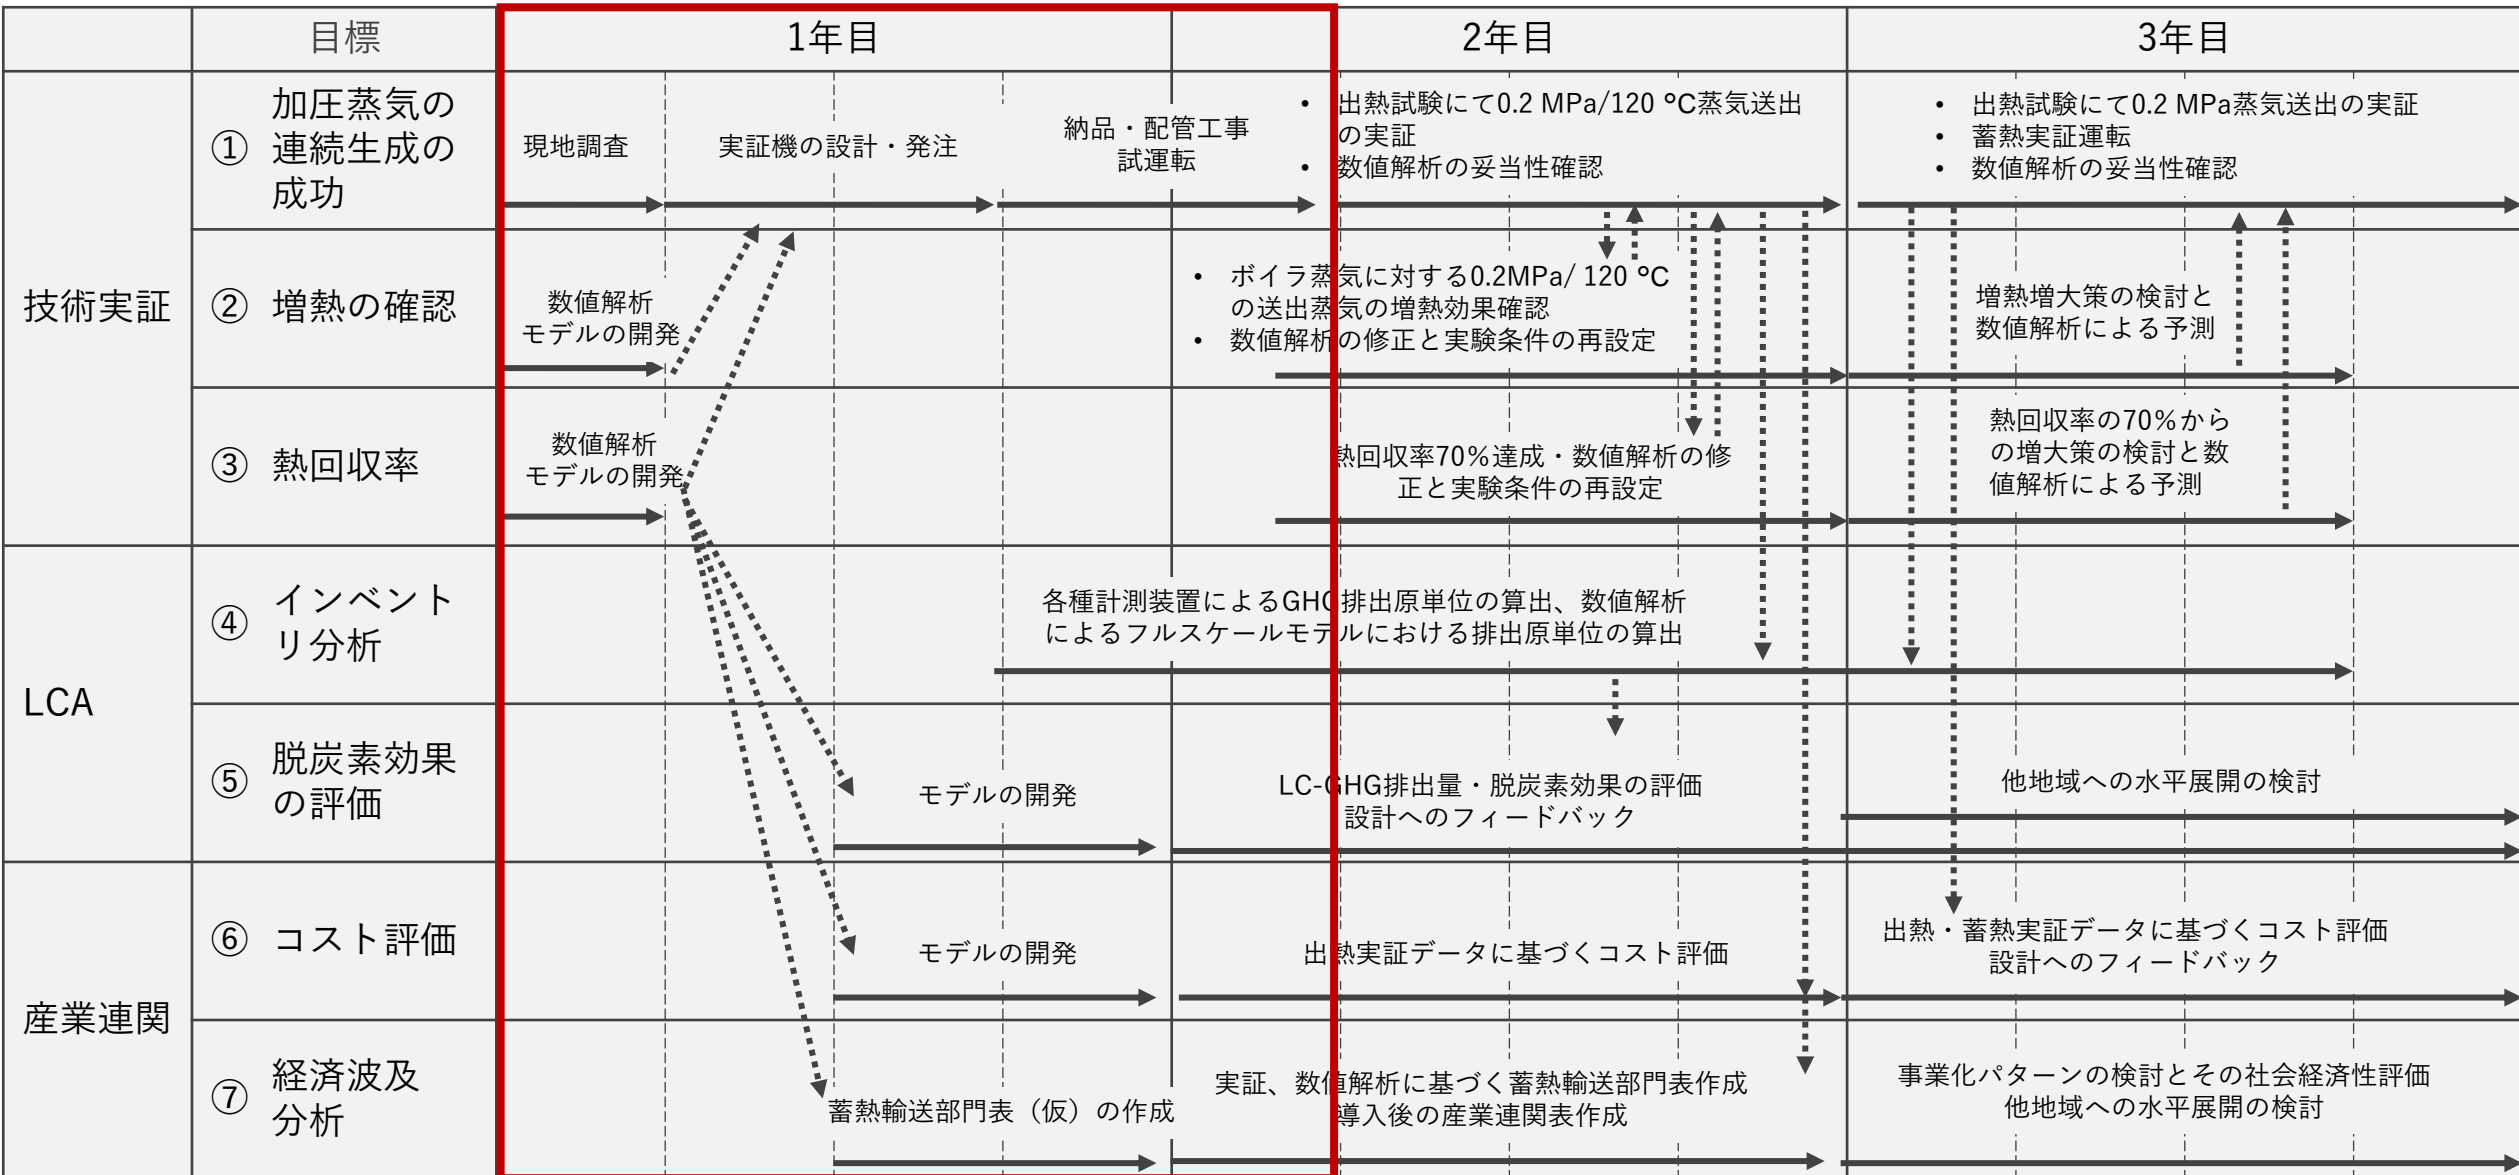 目標
1年目
2年目
3年目
技術実証
① 加圧蒸気の
連続生成の
成功
現地調査
実証機の設計・発注
納品・配管工事
試運転
• 出熱試験にて0.2 MPa/120 ℃蒸気送出
の実証
• 数値解析の妥当性確認
• 出熱試験にて0.2 MPa蒸気送出の実証
• 蓄熱実証運転
• 数値解析の妥当性確認
② 増熱の確認
数値解析
モデルの開発
• ボイラ蒸気に対する0.2MPa/ 120 ℃
の送出蒸気の増熱効果確認
• 数値解析の修正と実験条件の再設定
増熱増大策の検討と
数値解析による予測
③ 熱回収率
数値解析
モデルの開発
熱回収率70%達成・数値解析の修
正と実験条件の再設定
熱回収率の70%から
の増大策の検討と数
値解析による予測
LCA
④ インベント
リ分析
各種計測装置によるGHG排出原単位の算出、数値解析
によるフルスケールモデルにおける排出原単位の算出
⑤ 脱炭素効果
の評価
モデルの開発
LC-GHG排出量・脱炭素効果の評価
設計へのフィードバック
他地域への水平展開の検討
産業連関
⑥ コスト評価
モデルの開発
出熱実証データに基づくコスト評価
出熱・蓄熱実証データに基づくコスト評価
設計へのフィードバック
⑦ 経済波及
分析
蓄熱輸送部門表（仮）の作成
実証、数値解析に基づく蓄熱輸送部門表作成
導入後の産業連関表作成
事業化パターンの検討とその社会経済性評価
他地域への水平展開の検討